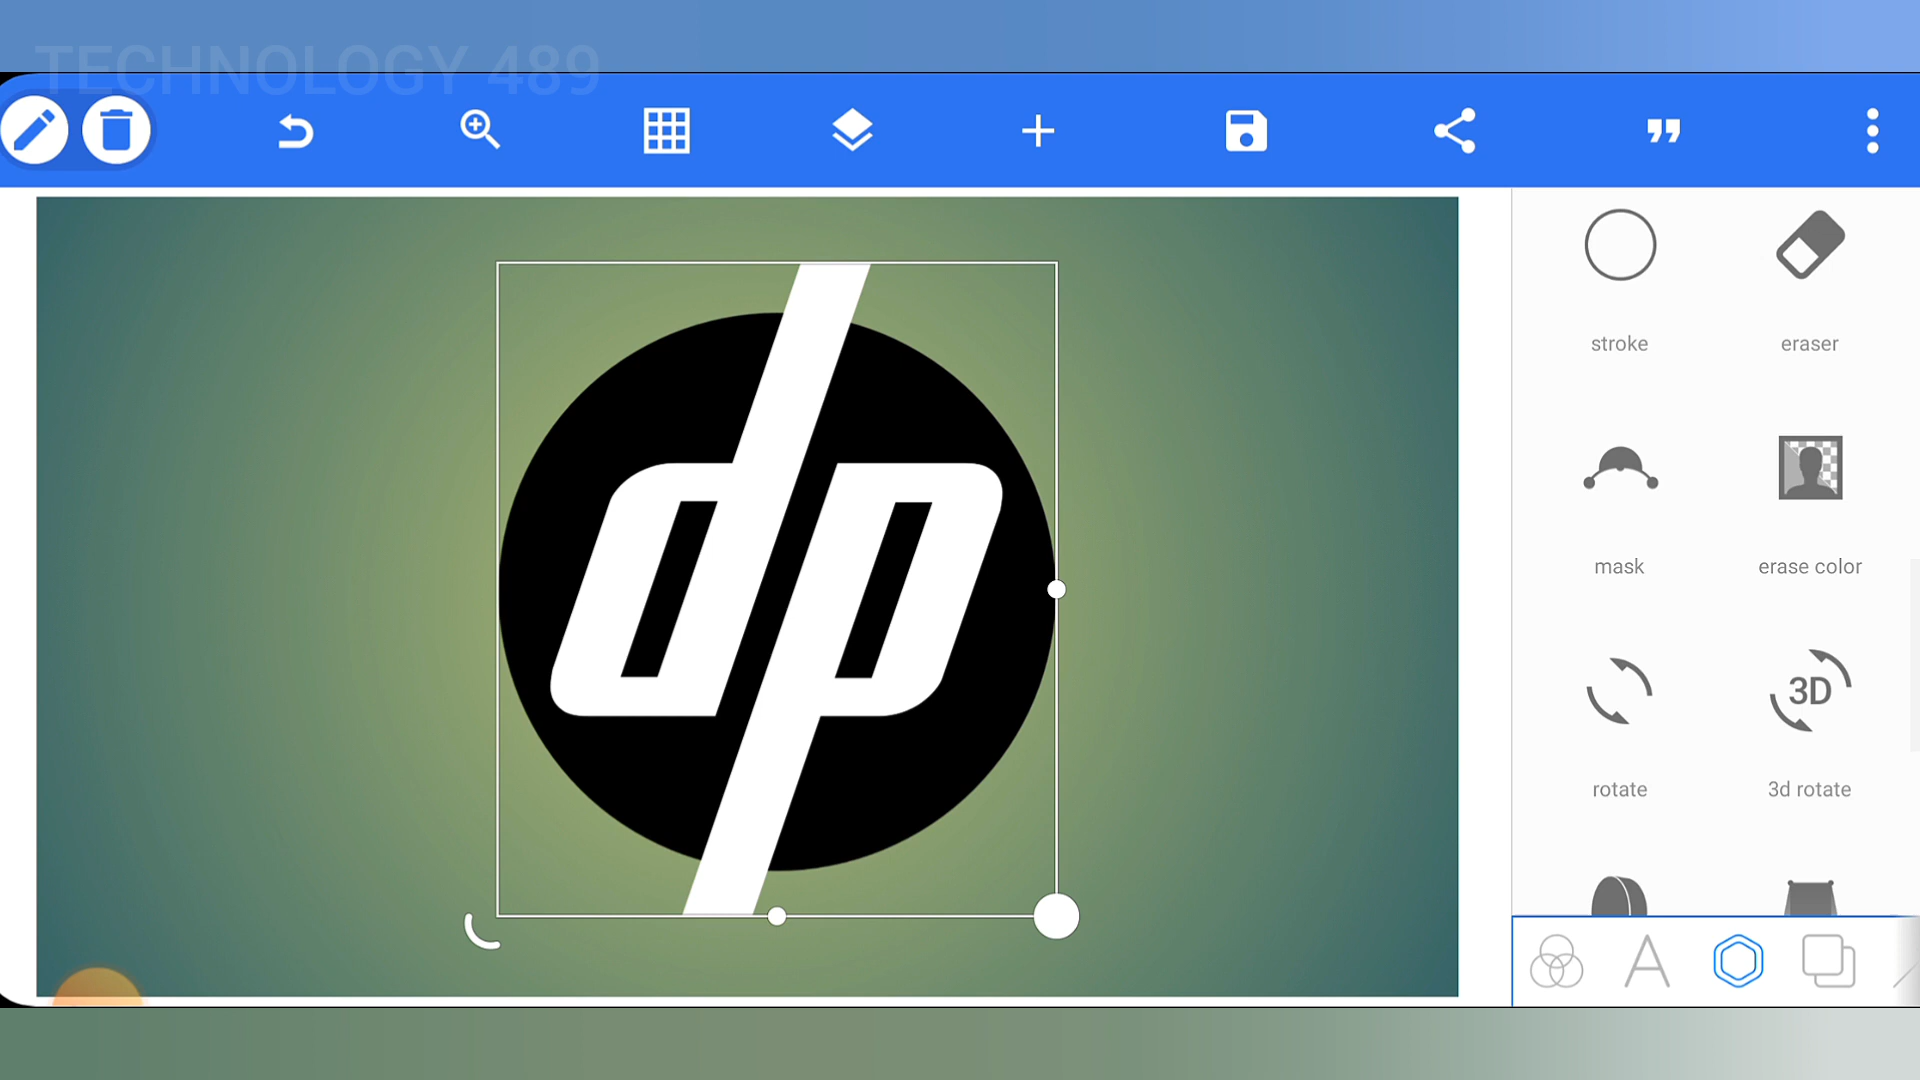 TECHNOLOGY 489
dp
stroke
eraser
mask
erase color
3D
rotate
3d rotate
A